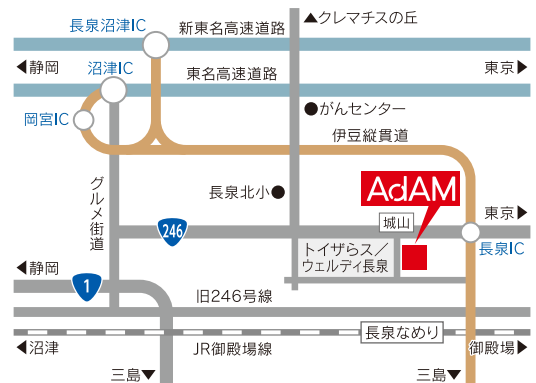 ▲クレマチスの丘
長泉沼津IC
新東名高速道路
◀静岡
沼津IC
東名高速道路
東京▶
岡宮IC
●がんセンター
伊豆縦貫道
グルメ街道
長泉北小●
AdAM
城山
東京▶
246
長泉IC
トイザらス／
ウェルディ長泉
◀静岡
1
旧246号線
長泉なめり
◀沼津
JR御殿場線
御殿場▶
三島▼
三島▼